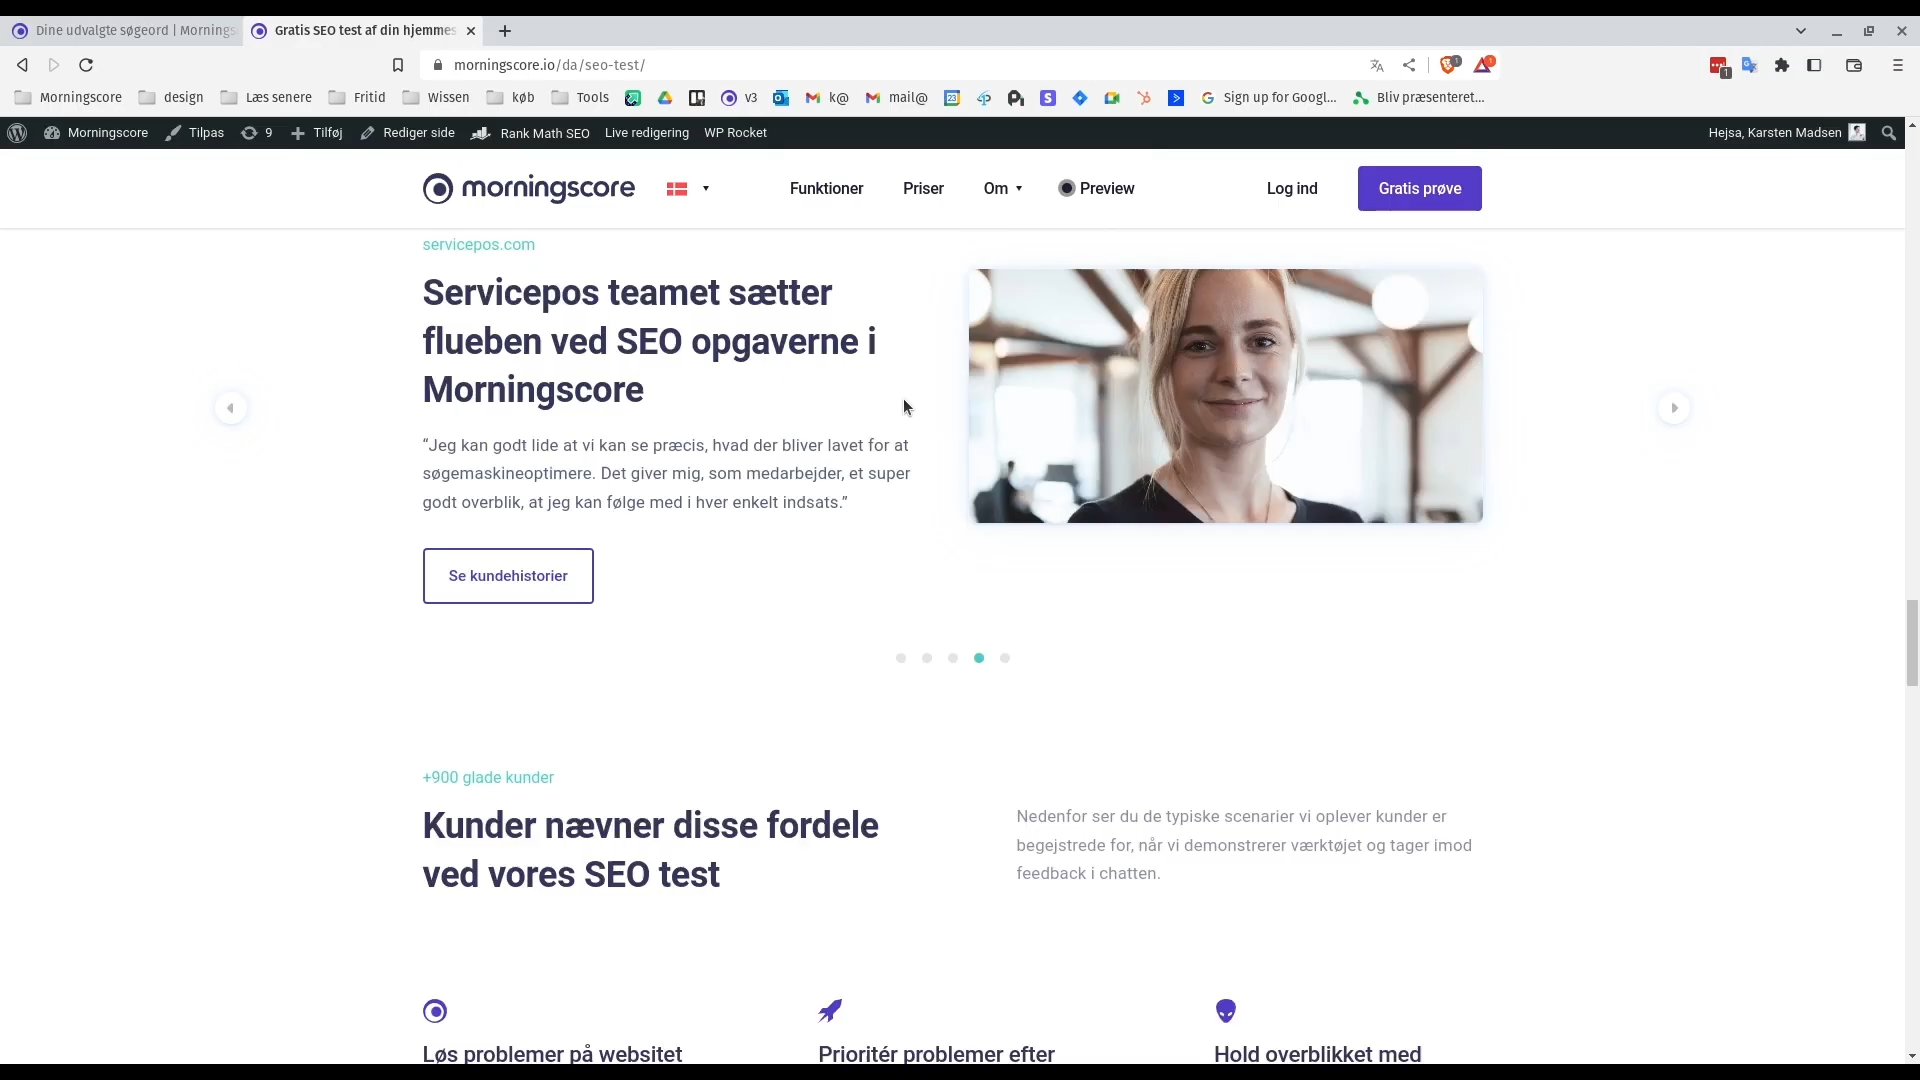 Dine udvalgte søgeord | Mornings
Gratis SEO test af din hjemmes
morningscore.io/da/seo-test/
1
1
1
Morningscore design Læs senere Fritid Wissen køb Tools v3 k@ mail@ 23 Sign up for Googl... Bliv præsenteret...
Morningscore Tilpas 9 Tilføj Rediger side Rank Math SEO Live redigering WP Rocket Hejsa, Karsten Madsen
morningscore Funktioner Priser Om Preview Log ind Gratis prøve
servicepos.com
Servicepos teamet sætter
flueben ved SEO opgaverne i
Morningscore
“Jeg kan godt lide at vi kan se præcis, hvad der bliver lavet for at
søgemaskineoptimere. Det giver mig, som medarbejder, et super
godt overblik, at jeg kan følge med i hver enkelt indsats.”
Se kundehistorier
+900 glade kunder
Kunder nævner disse fordele
ved vores SEO test
Nedenfor ser du de typiske scenarier vi oplever kunder er
begejstrede for, når vi demonstrerer værktøjet og tager imod
feedback i chatten.
Løs problemer på websitet
Prioritér problemer efter
Hold overblikket med